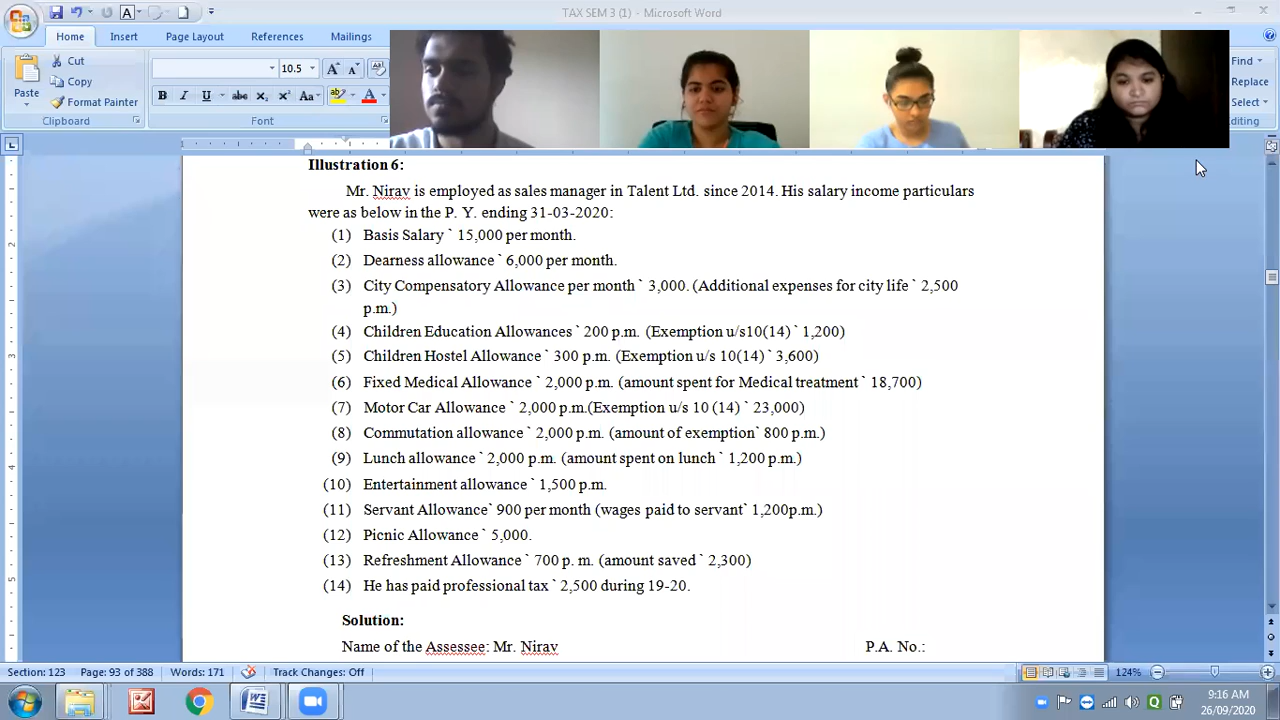 TAX SEM 3 (1) - Microsoft Word
Home Insert Page Layout References Mailings
Cut
Copy
Format Painter
Paste
Clipboard
10.5
Font
Find
Replace
Select
Editing
Illustration 6:
Mr. Nirav is employed as sales manager in Talent Ltd. since 2014. His salary income particulars
were as below in the P. Y. ending 31-03-2020:
(1) Basis Salary ` 15,000 per month.
(2) Dearness allowance ` 6,000 per month.
(3) City Compensatory Allowance per month ` 3,000. (Additional expenses for city life ` 2,500
p.m.)
(4) Children Education Allowances ` 200 p.m. (Exemption u/s10(14) ` 1,200)
(5) Children Hostel Allowance ` 300 p.m. (Exemption u/s 10(14) ` 3,600)
(6) Fixed Medical Allowance ` 2,000 p.m. (amount spent for Medical treatment ` 18,700)
(7) Motor Car Allowance ` 2,000 p.m.(Exemption u/s 10 (14) ` 23,000)
(8) Commutation allowance ` 2,000 p.m. (amount of exemption` 800 p.m.)
(9) Lunch allowance ` 2,000 p.m. (amount spent on lunch ` 1,200 p.m.)
(10) Entertainment allowance ` 1,500 p.m.
(11) Servant Allowance` 900 per month (wages paid to servant` 1,200p.m.)
(12) Picnic Allowance ` 5,000.
(13) Refreshment Allowance ` 700 p. m. (amount saved ` 2,300)
(14) He has paid professional tax ` 2,500 during 19-20.
Solution:
Name of the Assessee: Mr. Nirav P.A. No.:
Section: 123 Page: 93 of 388 Words: 171 Track Changes: Off 124%
9:16 AM
26/09/2020